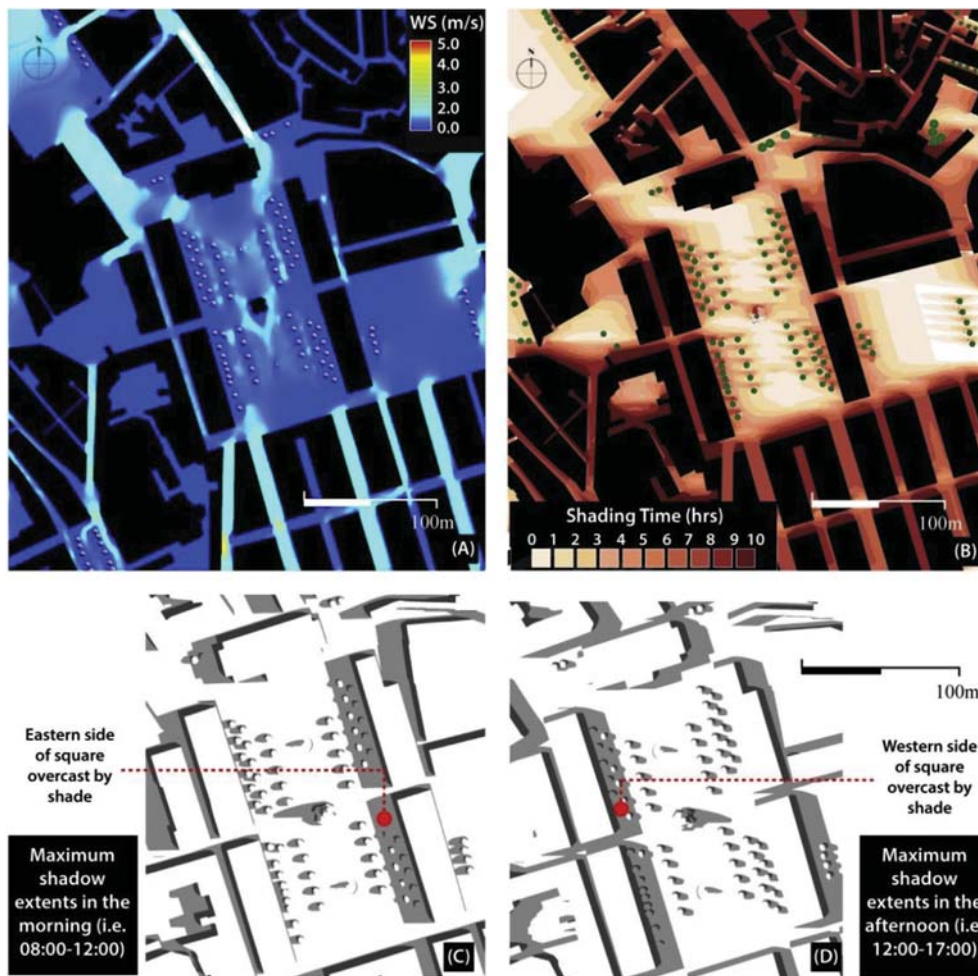 WS (m/s)
5.0
4.0
3.0
2.0
0.0
N
100m
(A)
N
Shading Time (hrs)
0 1 2 3 4 5 6 7 8 9 10
100m
(B)
Eastern side
of square
overcast by
shade
Maximum
shadow
extents in the
morning (i.e.
08:00-12:00)
(C)
100m
Western side
of square
overcast by
shade
Maximum
shadow
extents in the
afternoon (i.e
12:00-17:00)
(D)